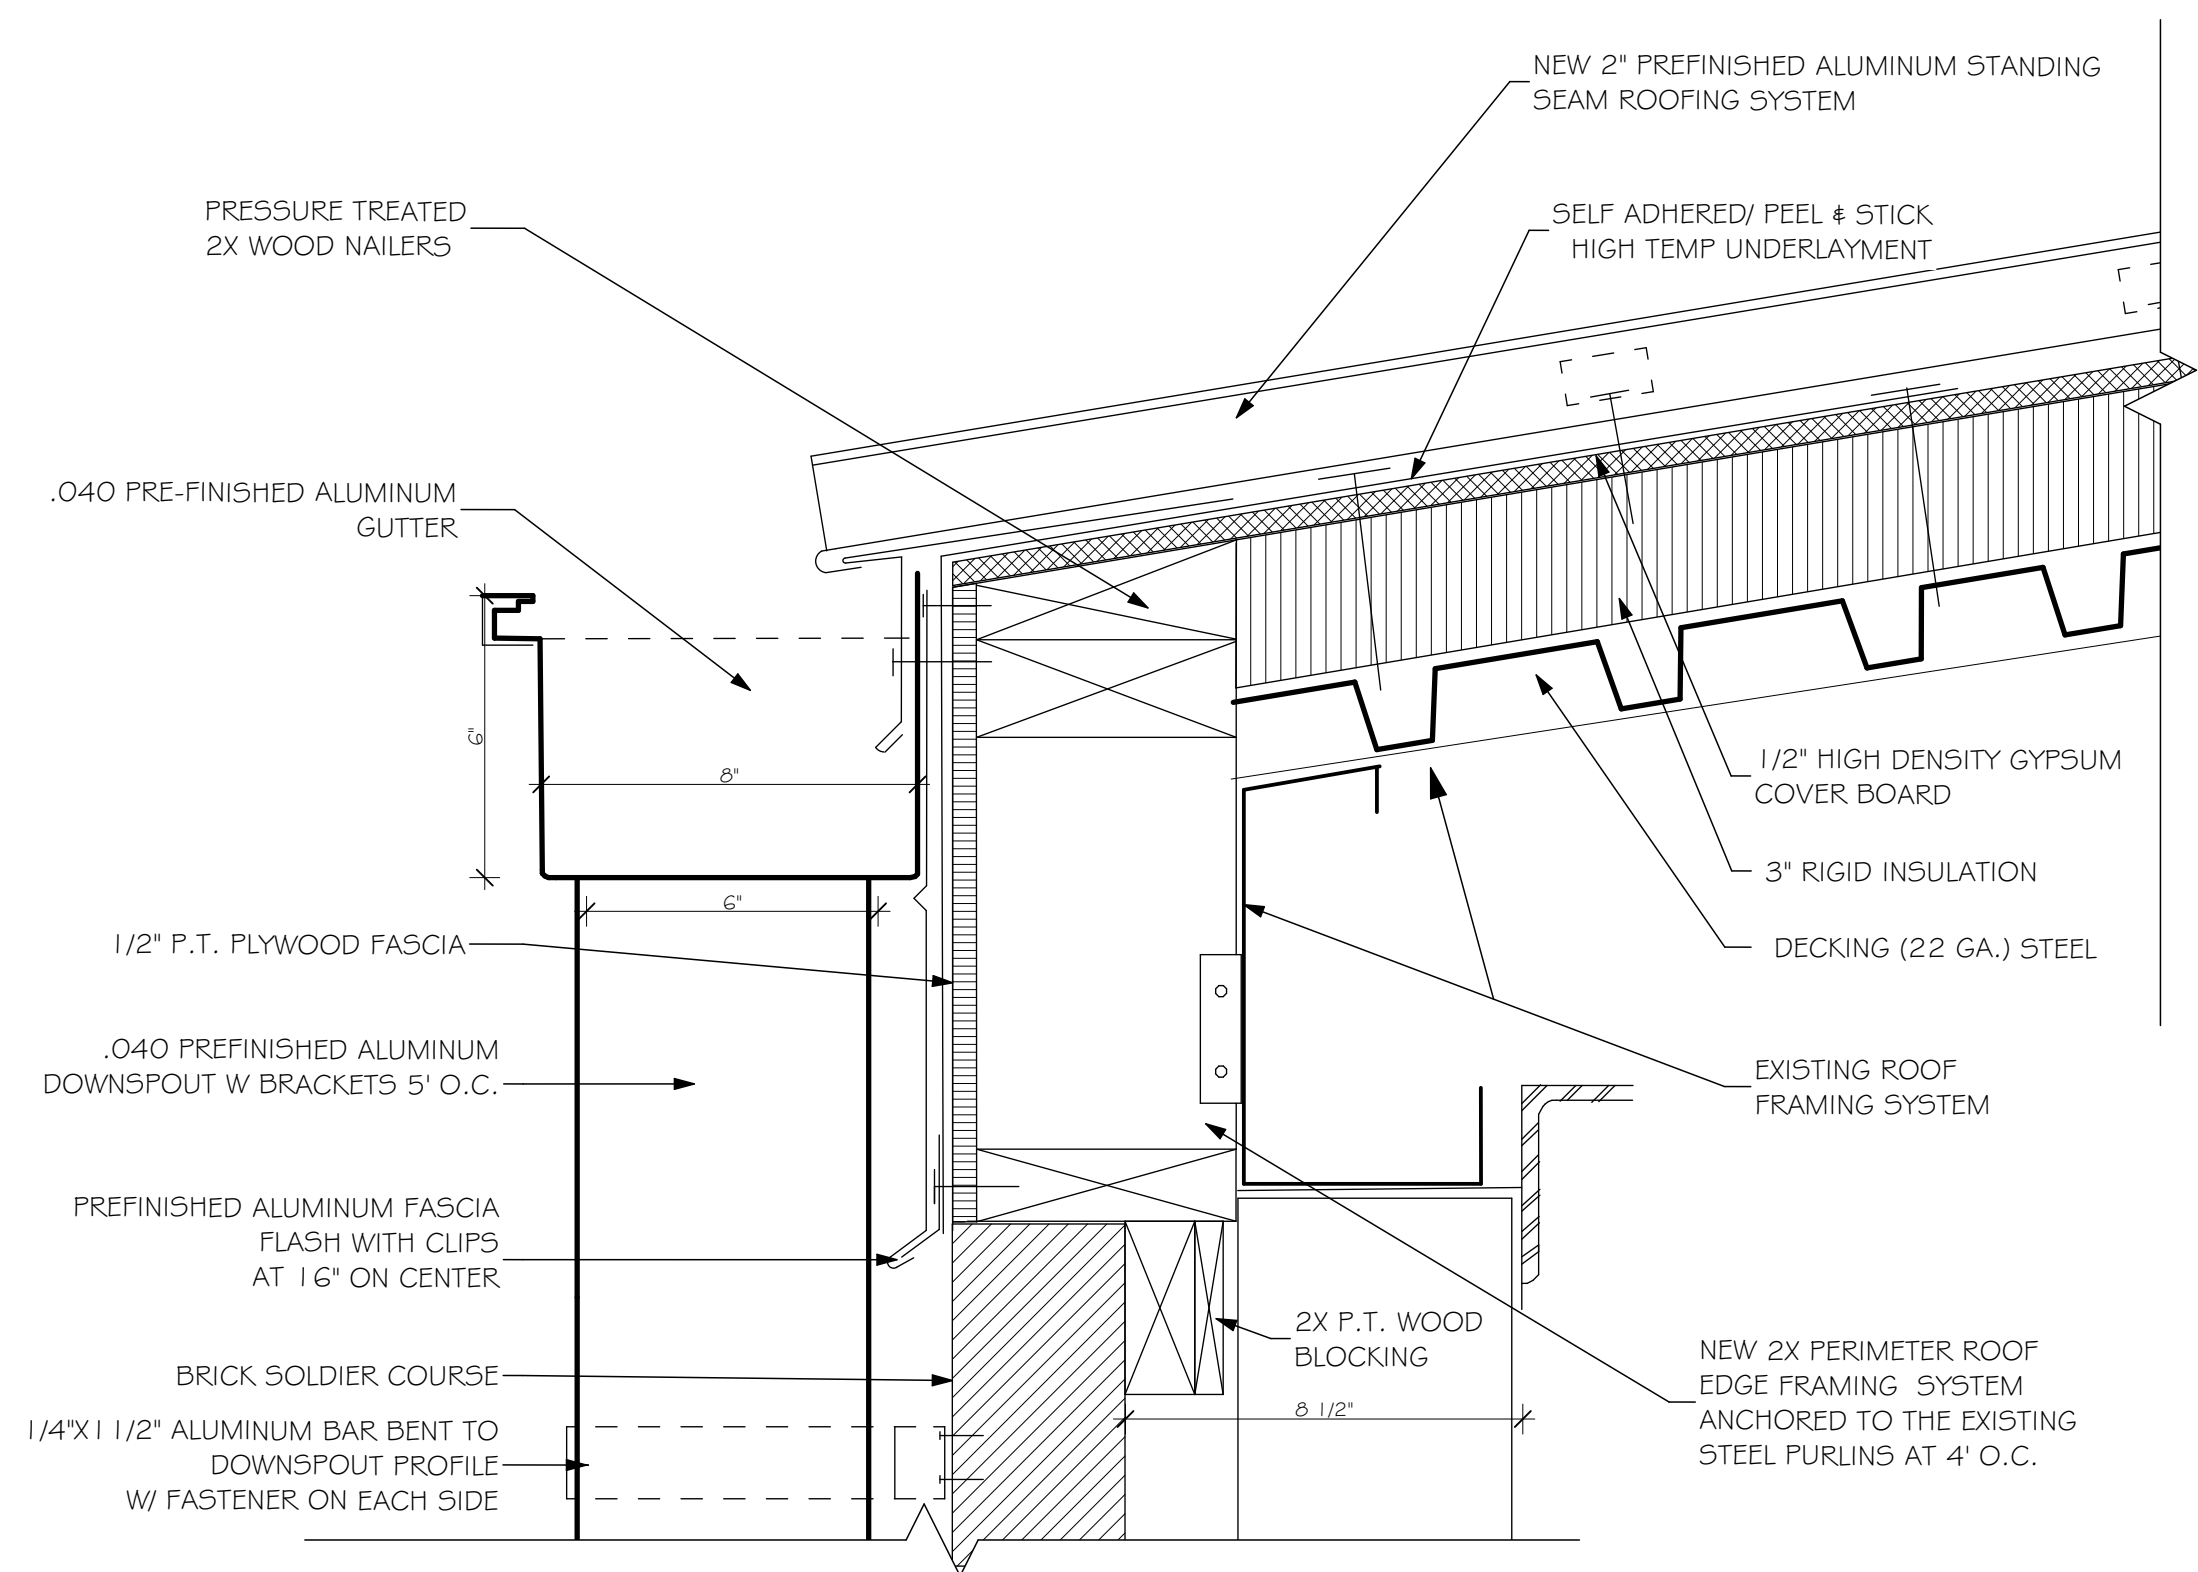 NEW 2" PREFINISHED ALUMINUM STANDING
SEAM ROOFING SYSTEM
PRESSURE TREATED
2X WOOD NAILERS
SELF ADHERED/ PEEL & STICK
HIGH TEMP UNDERLAYMENT
.040 PRE-FINISHED ALUMINUM
GUTTER
6"
8"
1/2" HIGH DENSITY GYPSUM
COVER BOARD
3" RIGID INSULATION
6"
1/2" P.T. PLYWOOD FASCIA
DECKING (22 GA.) STEEL
.040 PREFINISHED ALUMINUM
DOWNSPOUT W BRACKETS 5' O.C.
EXISTING ROOF
FRAMING SYSTEM
PREFINISHED ALUMINUM FASCIA
FLASH WITH CLIPS
AT 16" ON CENTER
2X P.T. WOOD
BLOCKING
BRICK SOLDIER COURSE
8 1/2"
NEW 2X PERIMETER ROOF
EDGE FRAMING SYSTEM
ANCHORED TO THE EXISTING
STEEL PURLINS AT 4' O.C.
1/4"X1 1/2" ALUMINUM BAR BENT TO
DOWNSPOUT PROFILE
W/ FASTENER ON EACH SIDE